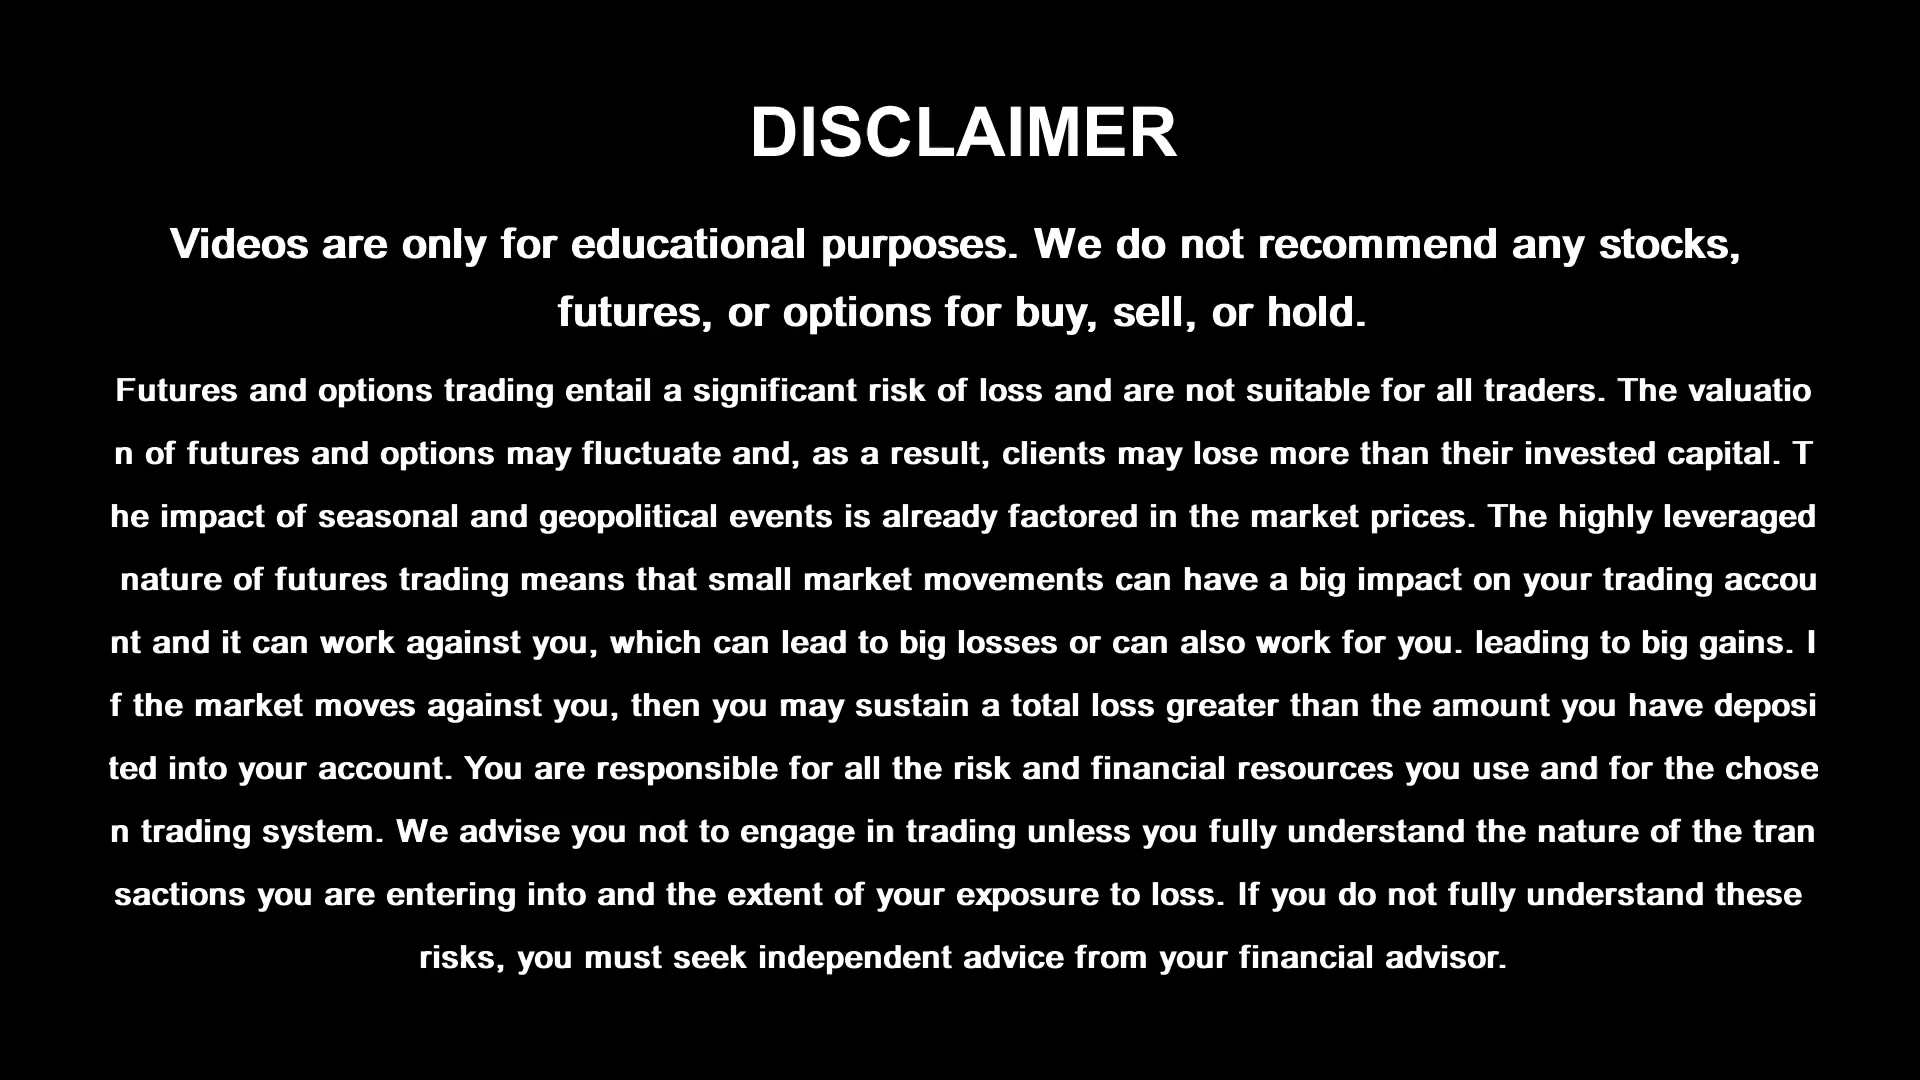 DISCLAIMER
Videos are only for educational purposes. We do not recommend any stocks,
futures, or options for buy, sell, or hold.
Futures and options trading entail a significant risk of loss and are not suitable for all traders. The valuatio
n of futures and options may fluctuate and, as a result, clients may lose more than their invested capital. T
he impact of seasonal and geopolitical events is already factored in the market prices. The highly leveraged
nature of futures trading means that small market movements can have a big impact on your trading accou
nt and it can work against you, which can lead to big losses or can also work for you. leading to big gains. I
f the market moves against you, then you may sustain a total loss greater than the amount you have deposi
ted into your account. You are responsible for all the risk and financial resources you use and for the chose
n trading system. We advise you not to engage in trading unless you fully understand the nature of the tran
sactions you are entering into and the extent of your exposure to loss. If you do not fully understand these
risks, you must seek independent advice from your financial advisor.